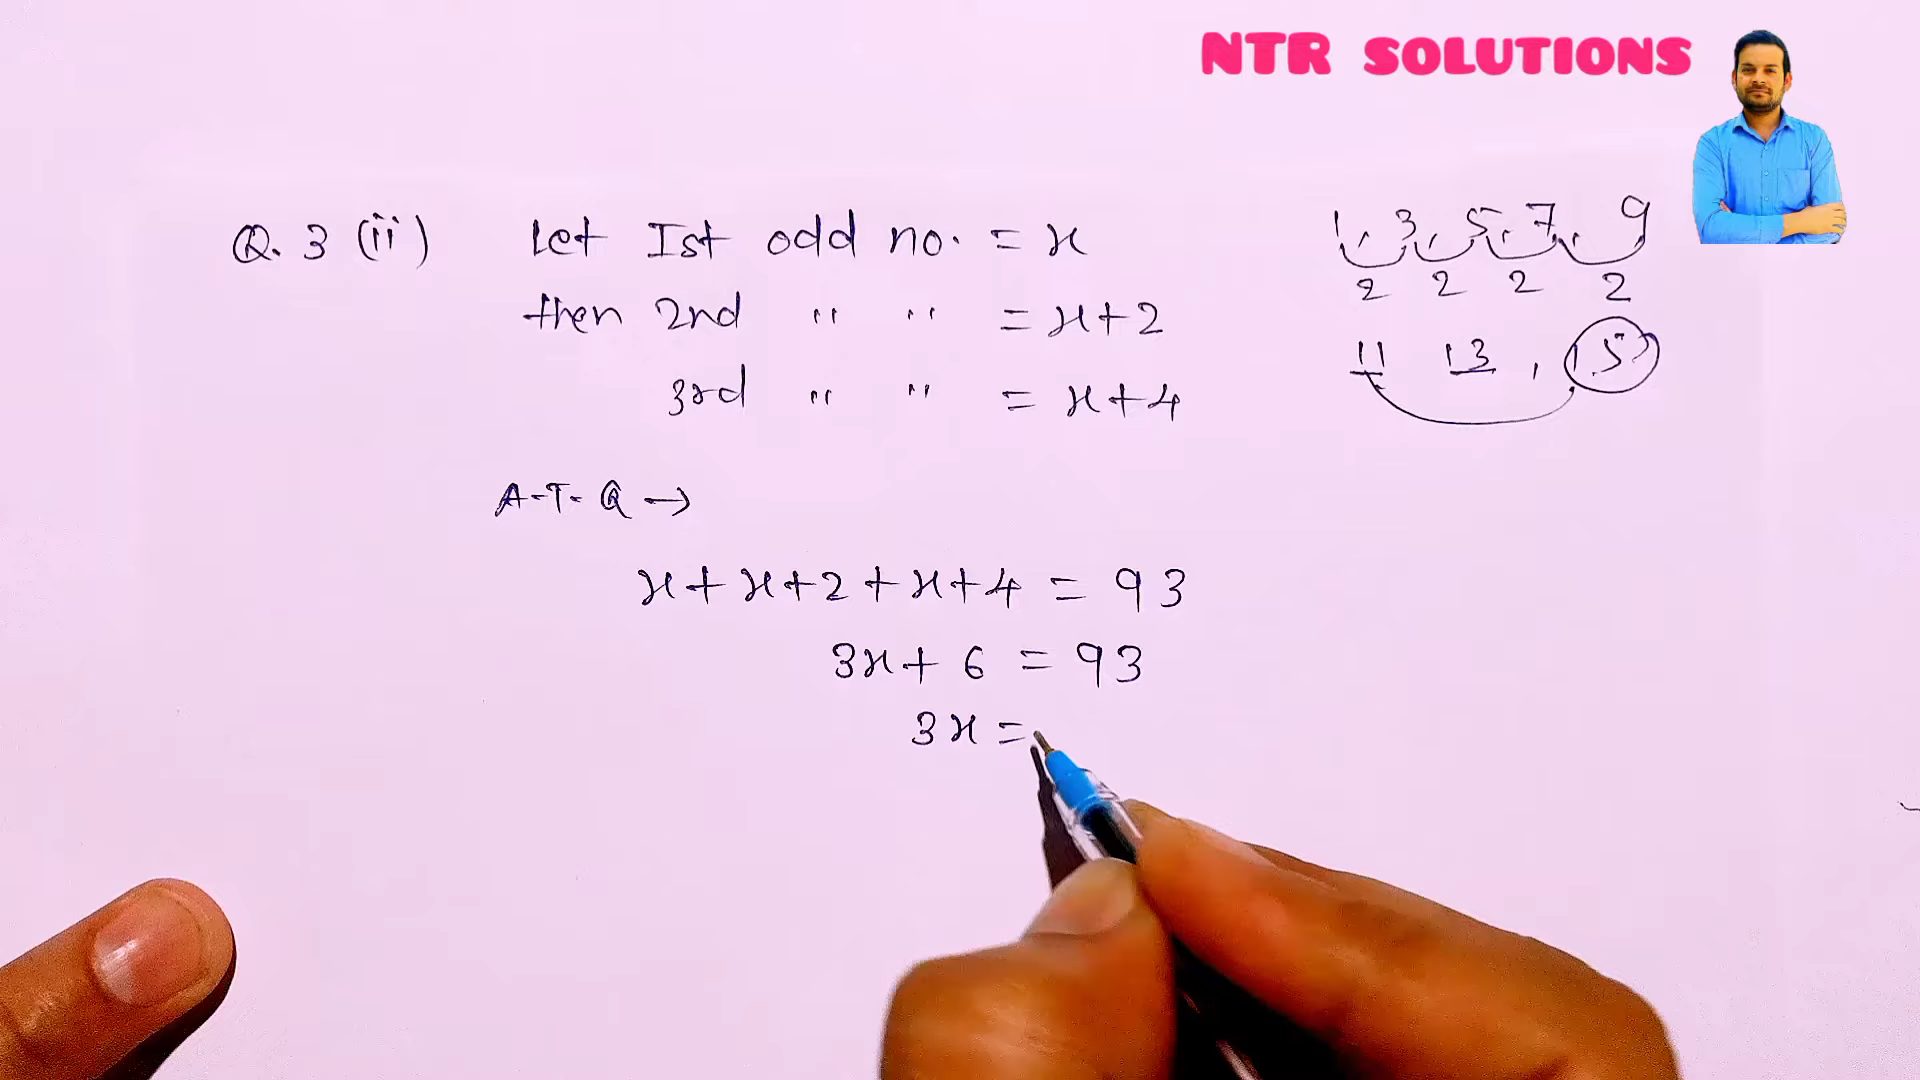 NTR SOLUTIONS
Q. 3 (ii) Let Ist odd no. = x
then 2nd " " = x+2
3rd " " = x+4
1, 3, 5, 7, 9
2 2 2 2
11 13, 15
A-T-Q →
x + x+2 + x+4 = 93
3x + 6 = 93
3x =